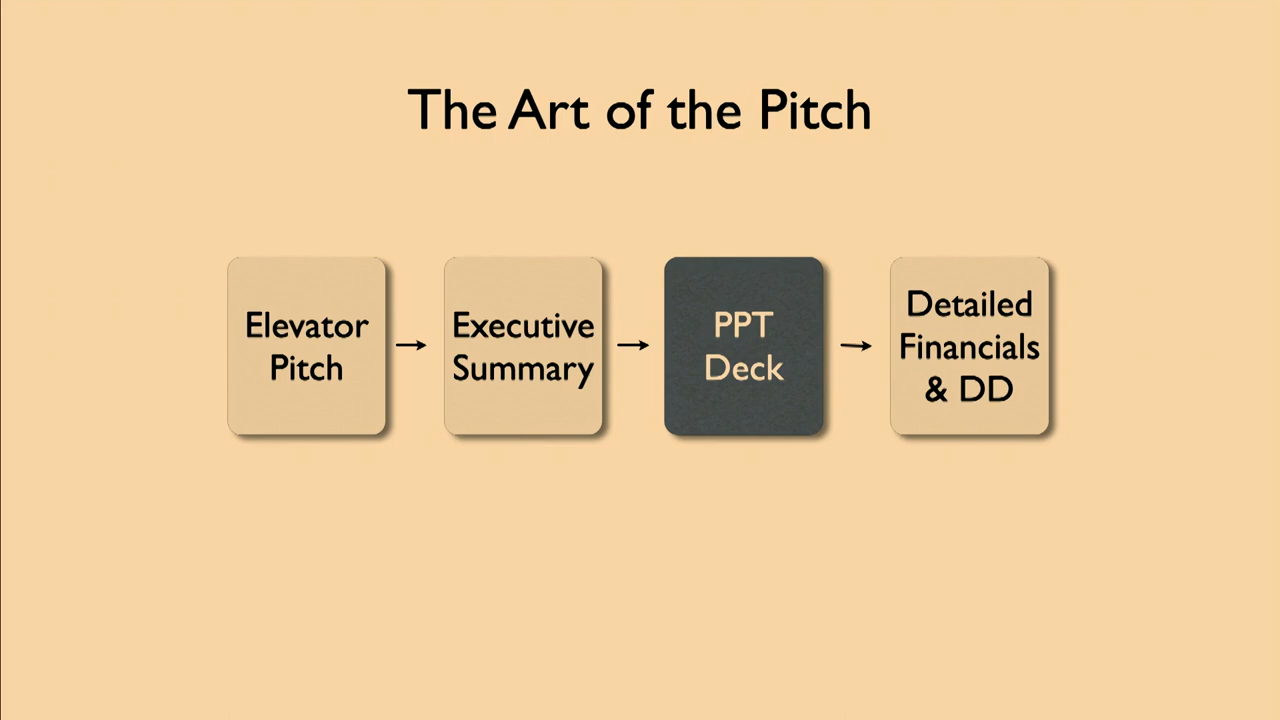 The Art of the Pitch
Elevator
Pitch
Executive
Summary
PPT
Deck
Detailed
Financials
& DD